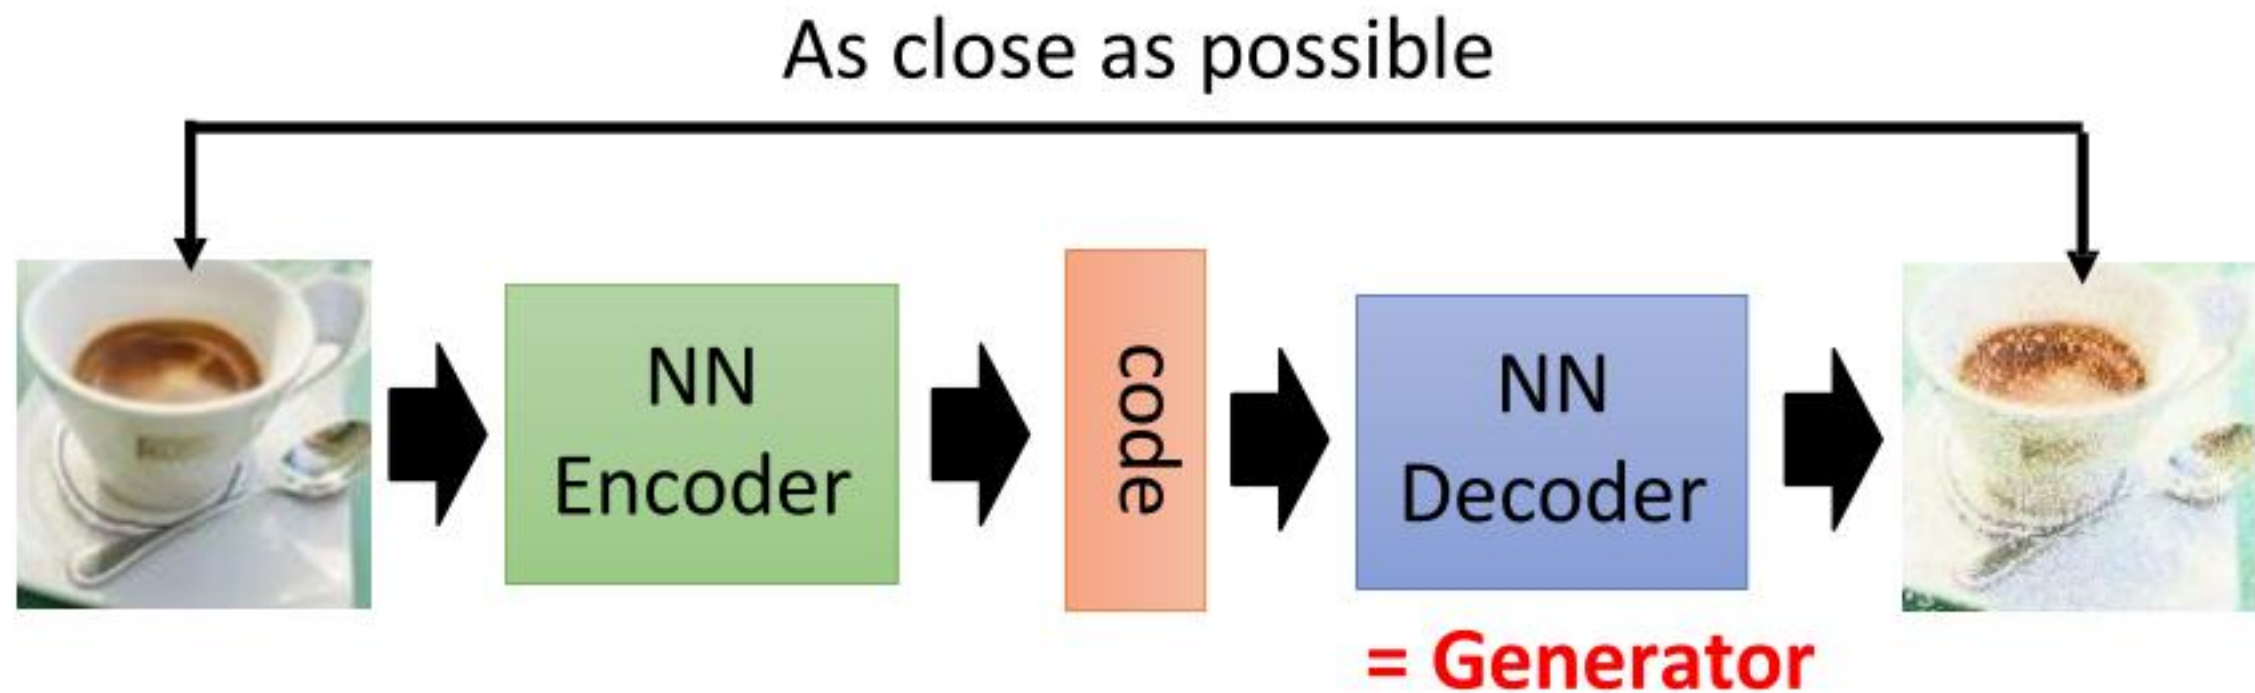 As close as possible
NN
Encoder
code
NN
Decoder
= Generator